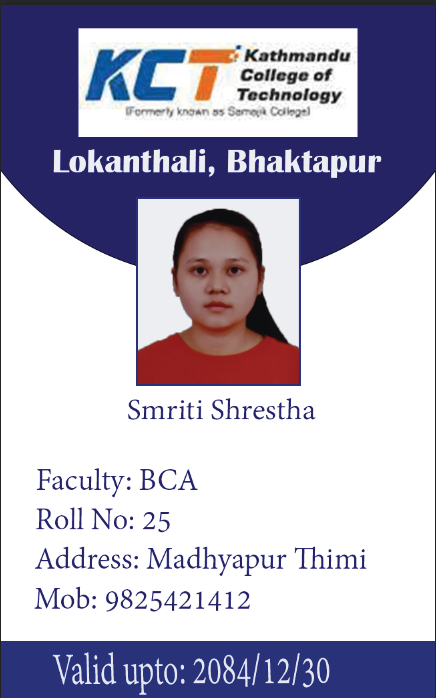 KCT
Kathmandu
College of
Technology
[Formerly known as Samajik College]
Lokanthali, Bhaktapur
Smriti Shrestha
Faculty: BCA
Roll No: 25
Address: Madhyapur Thimi
Mob: 9825421412
Valid upto: 2084/12/30